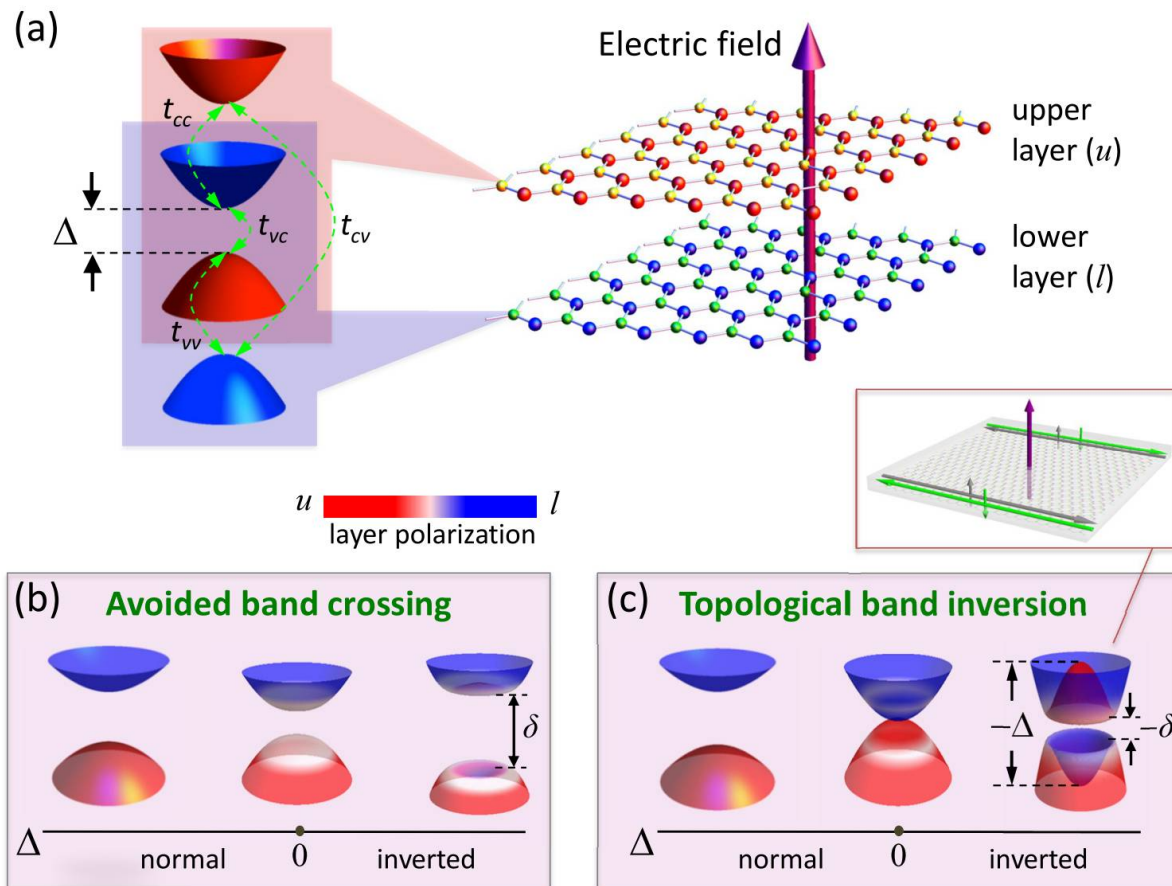 (a)
Electric field
upper
layer (u)
lower
layer (l)
t_cc
t_vc
t_cv
t_vv
Δ
u
l
layer polarization
(b)
Avoided band crossing
δ
Δ
normal
0
inverted
(c)
Topological band inversion
−Δ
−δ
Δ
normal
0
inverted